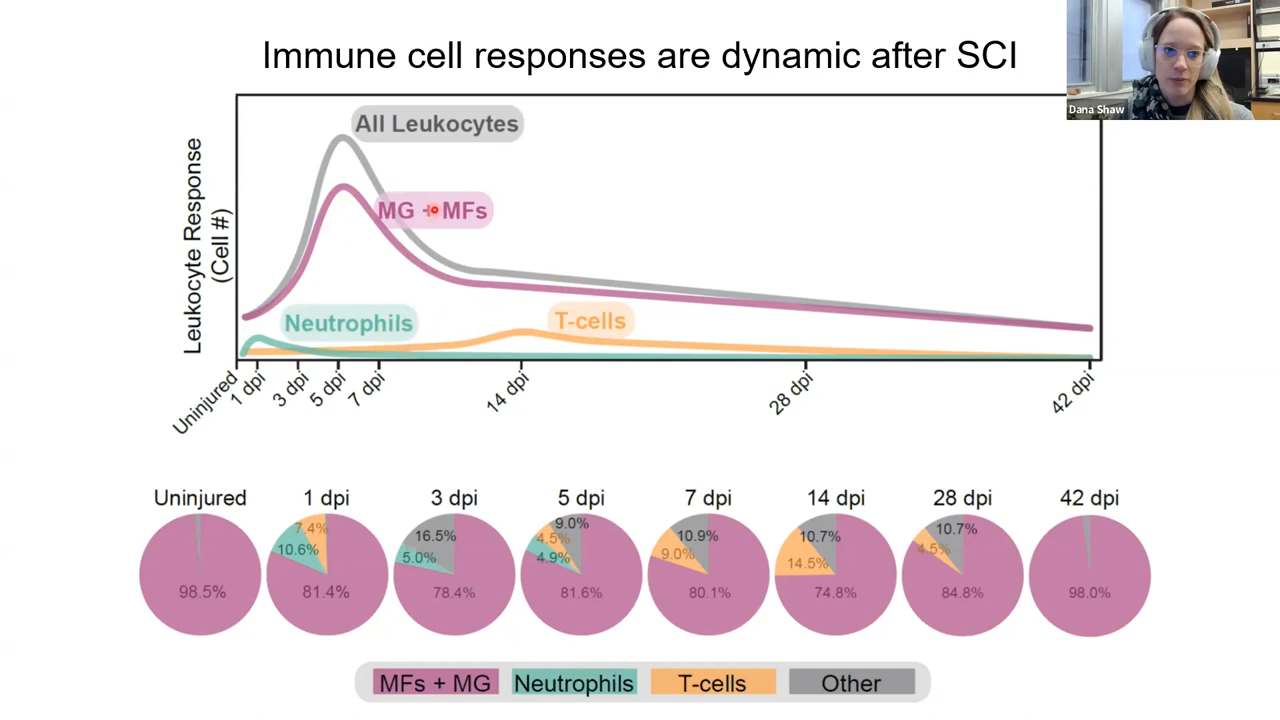 Immune cell responses are dynamic after SCI
Dana Shaw
Leukocyte Response
(Cell #)
All Leukocytes
MG + MFs
Neutrophils
T-cells
Uninjured
1 dpi
3 dpi
5 dpi
7 dpi
14 dpi
28 dpi
42 dpi
Uninjured 1 dpi 3 dpi 5 dpi 7 dpi 14 dpi 28 dpi 42 dpi
98.5%
7.4%
10.6%
81.4%
16.5%
5.0%
78.4%
9.0%
4.5%
4.9%
81.6%
10.9%
9.0%
80.1%
10.7%
14.5%
74.8%
10.7%
4.5%
84.8%
98.0%
MFs + MG Neutrophils T-cells Other